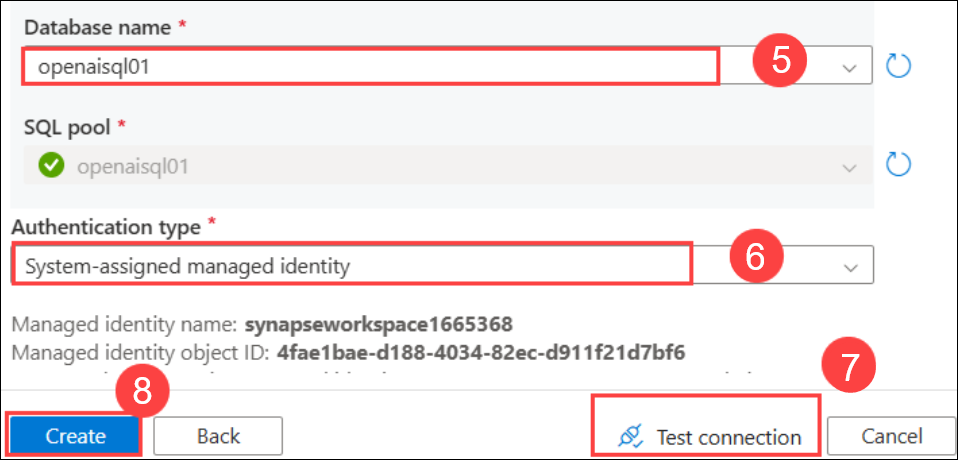 Database name *
openaisql01
5
SQL pool *
openaisql01
Authentication type *
System-assigned managed identity
6
Managed identity name: synapseworkspace1665368
Managed identity object ID: 4fae1bae-d188-4034-82ec-d911f21d7bf6
7
8
Create
Back
Test connection
Cancel